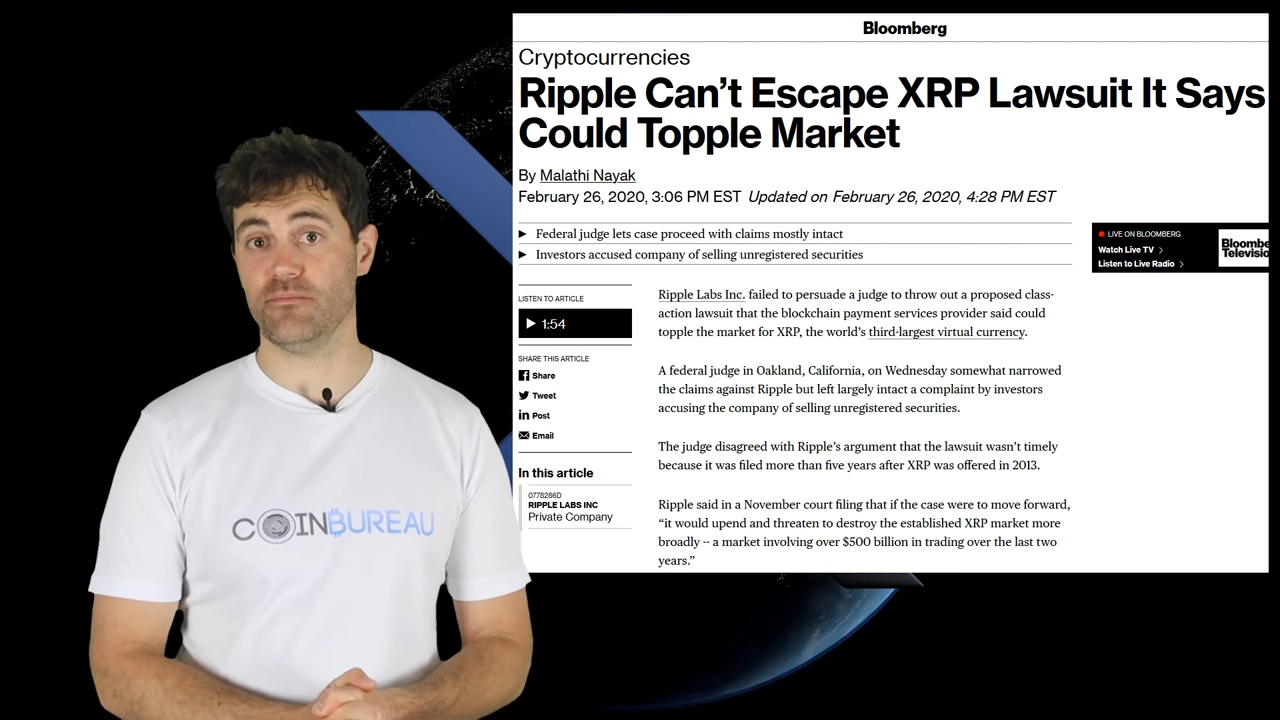 Bloomberg
Cryptocurrencies
Ripple Can't Escape XRP Lawsuit It Says
Could Topple Market
By Malathi Nayak
February 26, 2020, 3:06 PM EST Updated on February 26, 2020, 4:28 PM EST
► Federal judge lets case proceed with claims mostly intact
► Investors accused company of selling unregistered securities
LIVE ON BLOOMBERG
Watch Live TV >
Listen to Live Radio >
Bloombe
Televisio
LISTEN TO ARTICLE
1:54
SHARE THIS ARTICLE
Share
Tweet
Post
Email
In this article
0778286D
RIPPLE LABS INC
Private Company
Ripple Labs Inc. failed to persuade a judge to throw out a proposed class-
action lawsuit that the blockchain payment services provider said could
topple the market for XRP, the world's third-largest virtual currency.
A federal judge in Oakland, California, on Wednesday somewhat narrowed
the claims against Ripple but left largely intact a complaint by investors
accusing the company of selling unregistered securities.
The judge disagreed with Ripple's argument that the lawsuit wasn't timely
because it was filed more than five years after XRP was offered in 2013.
Ripple said in a November court filing that if the case were to move forward,
“it would upend and threaten to destroy the established XRP market more
broadly -- a market involving over $500 billion in trading over the last two
years.”
COINBUREAU